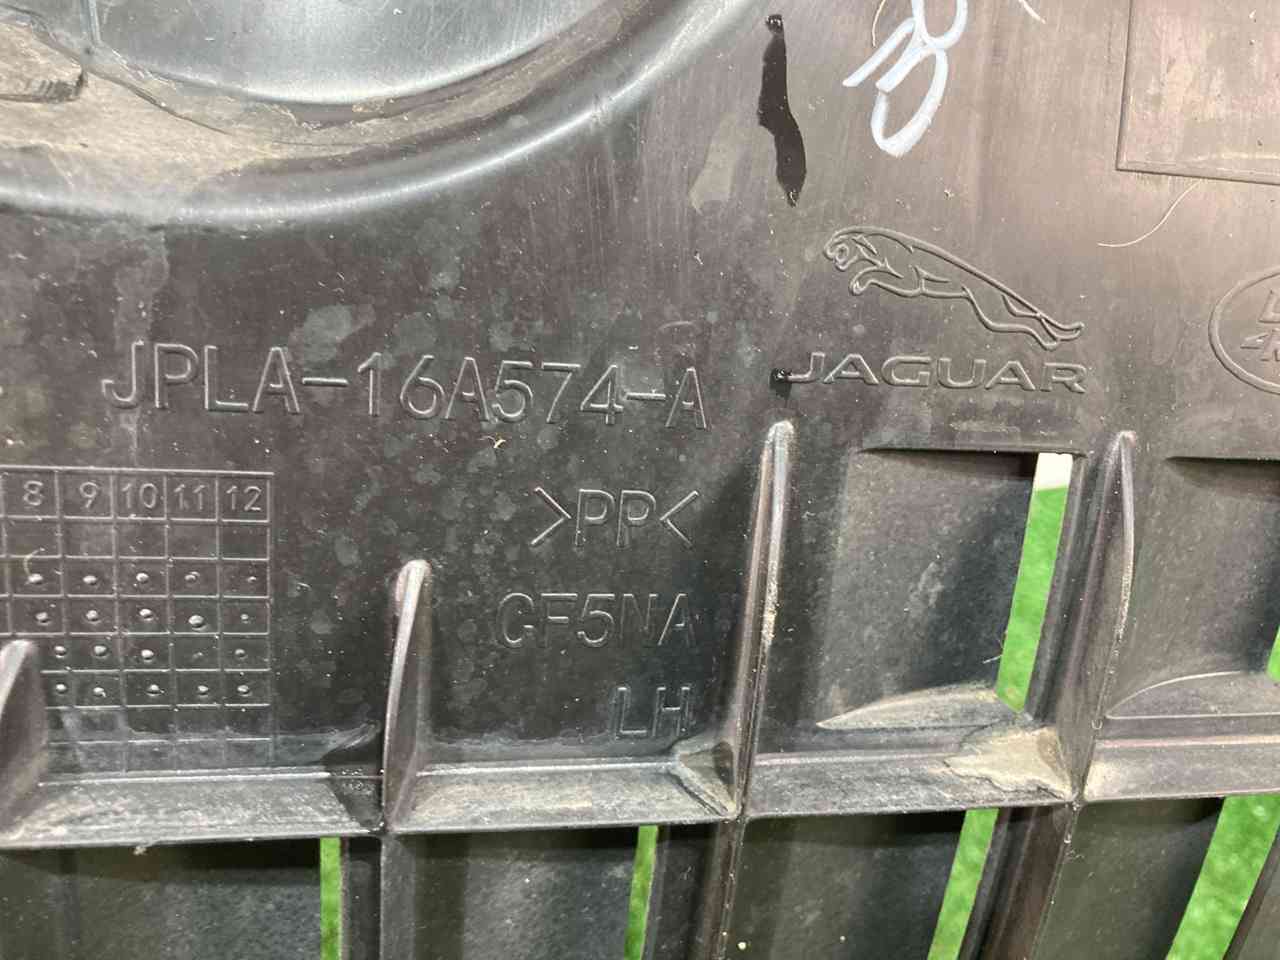 JAGUAR
JPLA-16A574-A
8 9 10 11 12
>PP<
GF5NA
LH